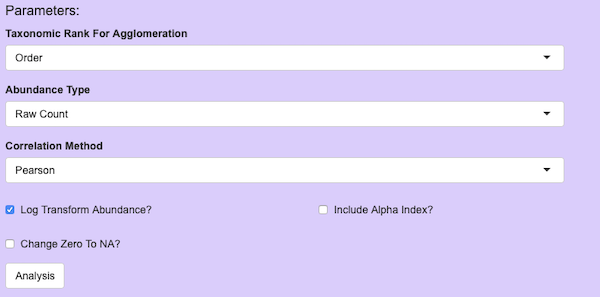 Parameters:
Taxonomic Rank For Agglomeration
Order
Abundance Type
Raw Count
Correlation Method
Pearson
Log Transform Abundance? Include Alpha Index?
Change Zero To NA?
Analysis